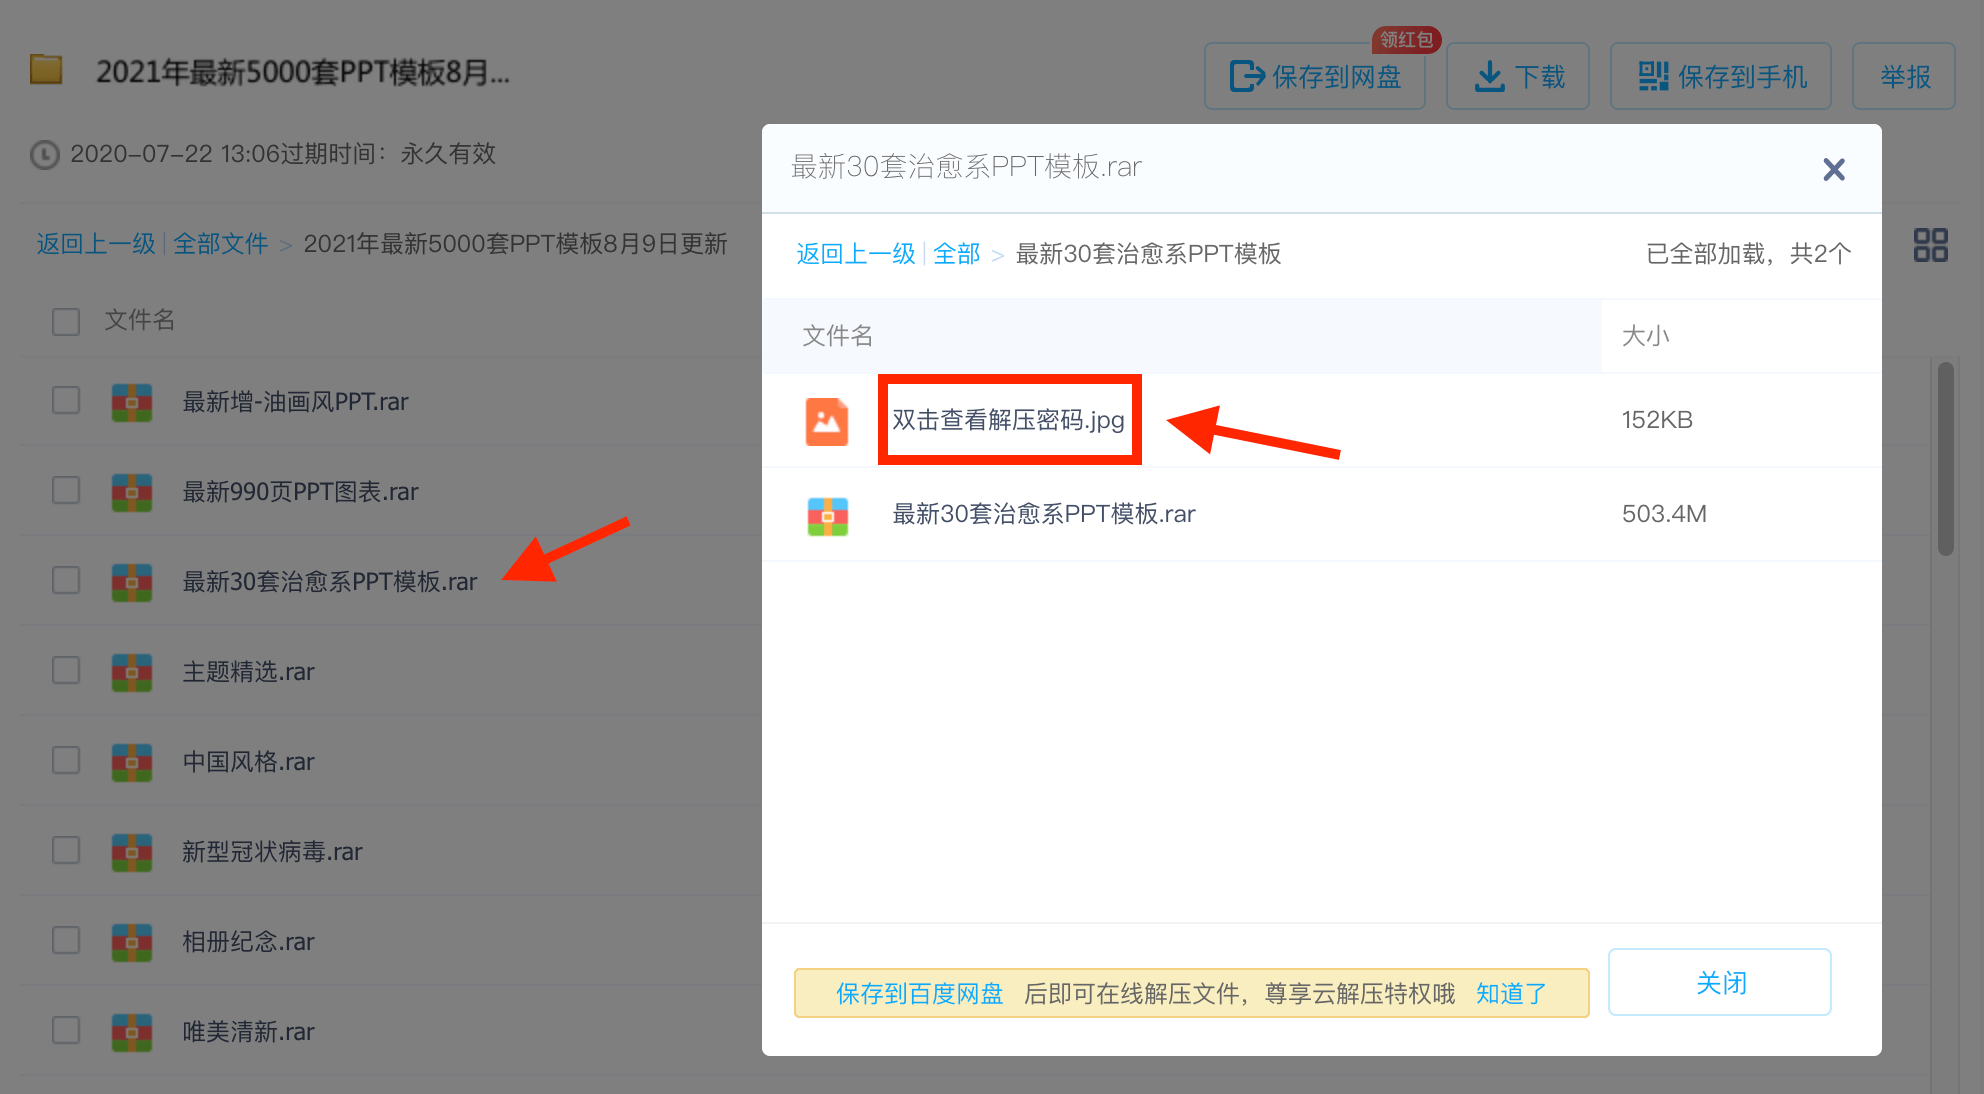 2021年最新5000套PPT模板8月...
领红包
保存到网盘
下载
保存到手机
举报
2020-07-22 13:06过期时间：永久有效
返回上一级 | 全部文件 > 2021年最新5000套PPT模板8月9日更新
文件名
最新增-油画风PPT.rar
最新990页PPT图表.rar
最新30套治愈系PPT模板.rar
主题精选.rar
中国风格.rar
新型冠状病毒.rar
相册纪念.rar
唯美清新.rar
最新30套治愈系PPT模板.rar
返回上一级 | 全部 > 最新30套治愈系PPT模板
已全部加载，共2个
文件名 大小
双击查看解压密码.jpg 152KB
最新30套治愈系PPT模板.rar 503.4M
保存到百度网盘 后即可在线解压文件，尊享云解压特权哦 知道了
关闭